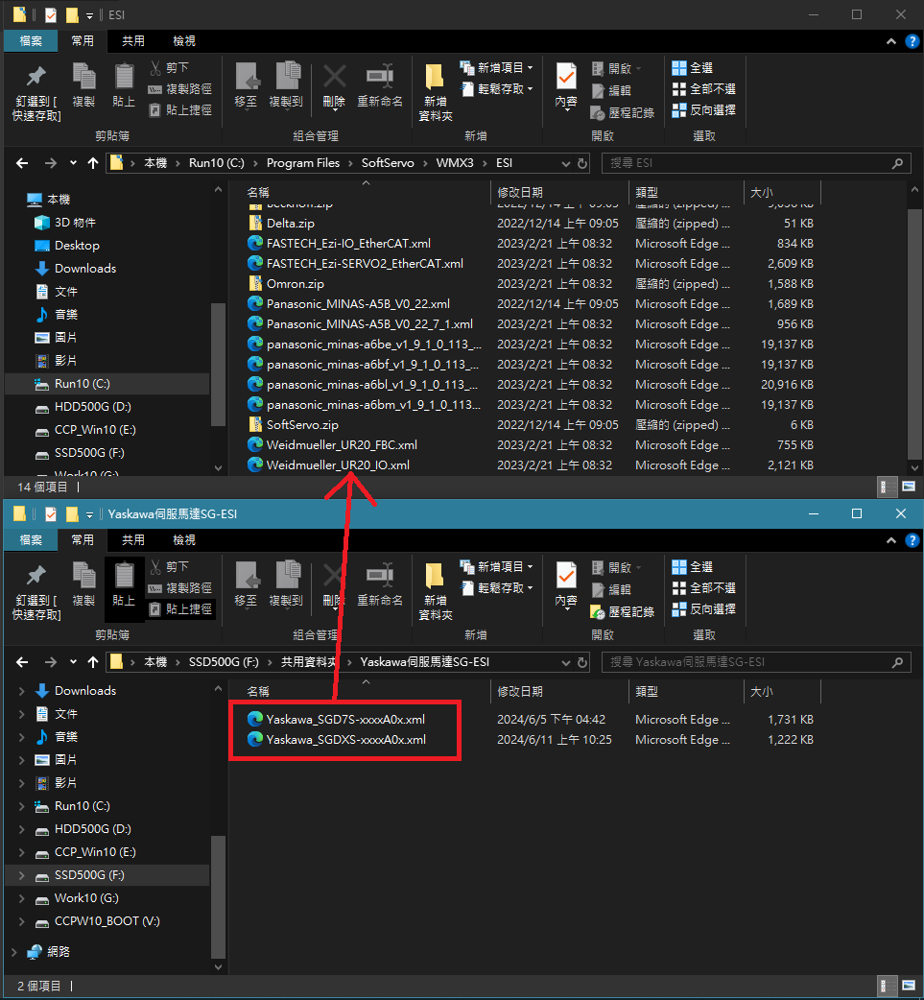 ESI
檔案 常用 共用 檢視
釘選到 [快速存取]
複製
貼上
剪下
複製路徑
貼上捷徑
移至
複製到
刪除
重新命名
新增資料夾
新增項目
輕鬆存取
內容
開啟
編輯
歷程記錄
全選
全部不選
反向選擇
剪貼簿 組合管理 新增 開啟 選取
本機 Run10 (C:) Program Files SoftServo WMX3 ESI
搜尋 ESI
本機
3D 物件
Desktop
Downloads
文件
音樂
圖片
影片
Run10 (C:)
HDD500G (D:)
CCP_Win10 (E:)
SSD500G (F:)
Work10 (G:)
名稱 修改日期 類型 大小
Beckhoff.zip 2022/12/14 上午 09:05 壓縮的 (zipped) ...
Delta.zip 2022/12/14 上午 09:05 壓縮的 (zipped) ... 51 KB
FASTECH_Ezi-IO_EtherCAT.xml 2023/2/21 上午 08:32 Microsoft Edge ... 834 KB
FASTECH_Ezi-SERVO2_EtherCAT.xml 2023/2/21 上午 08:32 Microsoft Edge ... 2,609 KB
Omron.zip 2023/2/21 上午 08:32 壓縮的 (zipped) ... 1,588 KB
Panasonic_MINAS-A5B_V0_22.xml 2022/12/14 上午 09:05 Microsoft Edge ... 1,689 KB
Panasonic_MINAS-A5B_V0_22_7_1.xml 2023/2/21 上午 08:32 Microsoft Edge ... 956 KB
panasonic_minas-a6be_v1_9_1_0_113_... 2023/2/21 上午 08:32 Microsoft Edge ... 19,137 KB
panasonic_minas-a6bf_v1_9_1_0_113_... 2023/2/21 上午 08:32 Microsoft Edge ... 19,137 KB
panasonic_minas-a6bl_v1_9_1_0_113_... 2023/2/21 上午 08:32 Microsoft Edge ... 20,916 KB
panasonic_minas-a6bm_v1_9_1_0_113... 2023/2/21 上午 08:32 Microsoft Edge ... 19,137 KB
SoftServo.zip 2022/12/14 上午 09:05 壓縮的 (zipped) ... 6 KB
Weidmueller_UR20_FBC.xml 2023/2/21 上午 08:32 Microsoft Edge ... 755 KB
Weidmueller_UR20_IO.xml 2023/2/21 上午 08:32 Microsoft Edge ... 2,121 KB
14 個項目
Yaskawa伺服馬達SG-ESI
檔案 常用 共用 檢視
釘選到 [快速存取]
複製
貼上
剪下
複製路徑
貼上捷徑
移至
複製到
刪除
重新命名
新增資料夾
新增項目
輕鬆存取
內容
開啟
編輯
歷程記錄
全選
全部不選
反向選擇
剪貼簿 組合管理 新增 開啟 選取
本機 SSD500G (F:) 共用資料夾 Yaskawa伺服馬達SG-ESI
搜尋 Yaskawa伺服馬達SG-ESI
Downloads
文件
音樂
圖片
影片
Run10 (C:)
HDD500G (D:)
CCP_Win10 (E:)
SSD500G (F:)
Work10 (G:)
CCPW10_BOOT (V:)
網路
名稱 修改日期 類型 大小
Yaskawa_SGD7S-xxxxA0x.xml 2024/6/5 下午 04:42 Microsoft Edge ... 1,731 KB
Yaskawa_SGDXS-xxxxA0x.xml 2024/6/11 上午 10:25 Microsoft Edge ... 1,222 KB
2 個項目